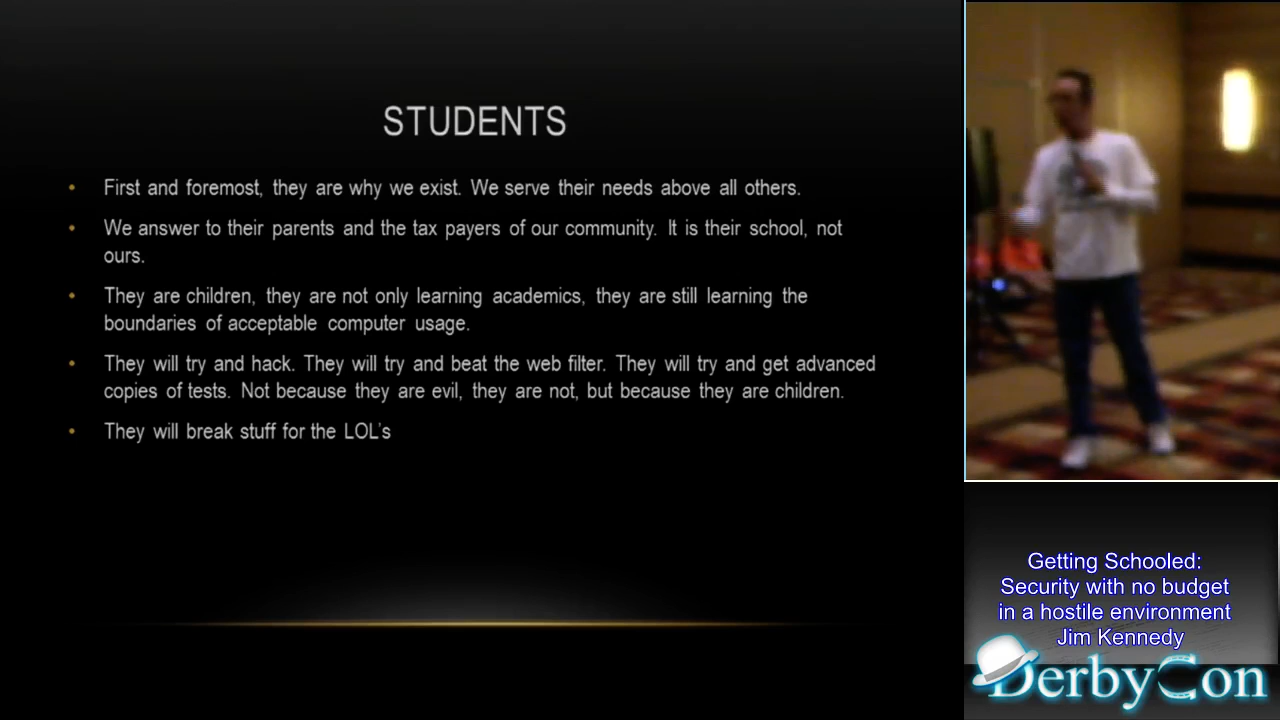 STUDENTS
• First and foremost, they are why we exist. We serve their needs above all others.
• We answer to their parents and the tax payers of our community. It is their school, not
ours.
• They are children, they are not only learning academics, they are still learning the
boundaries of acceptable computer usage.
• They will try and hack. They will try and beat the web filter. They will try and get advanced
copies of tests. Not because they are evil, they are not, but because they are children.
• They will break stuff for the LOL's
Getting Schooled:
Security with no budget
in a hostile environment
Jim Kennedy
DerbyCon